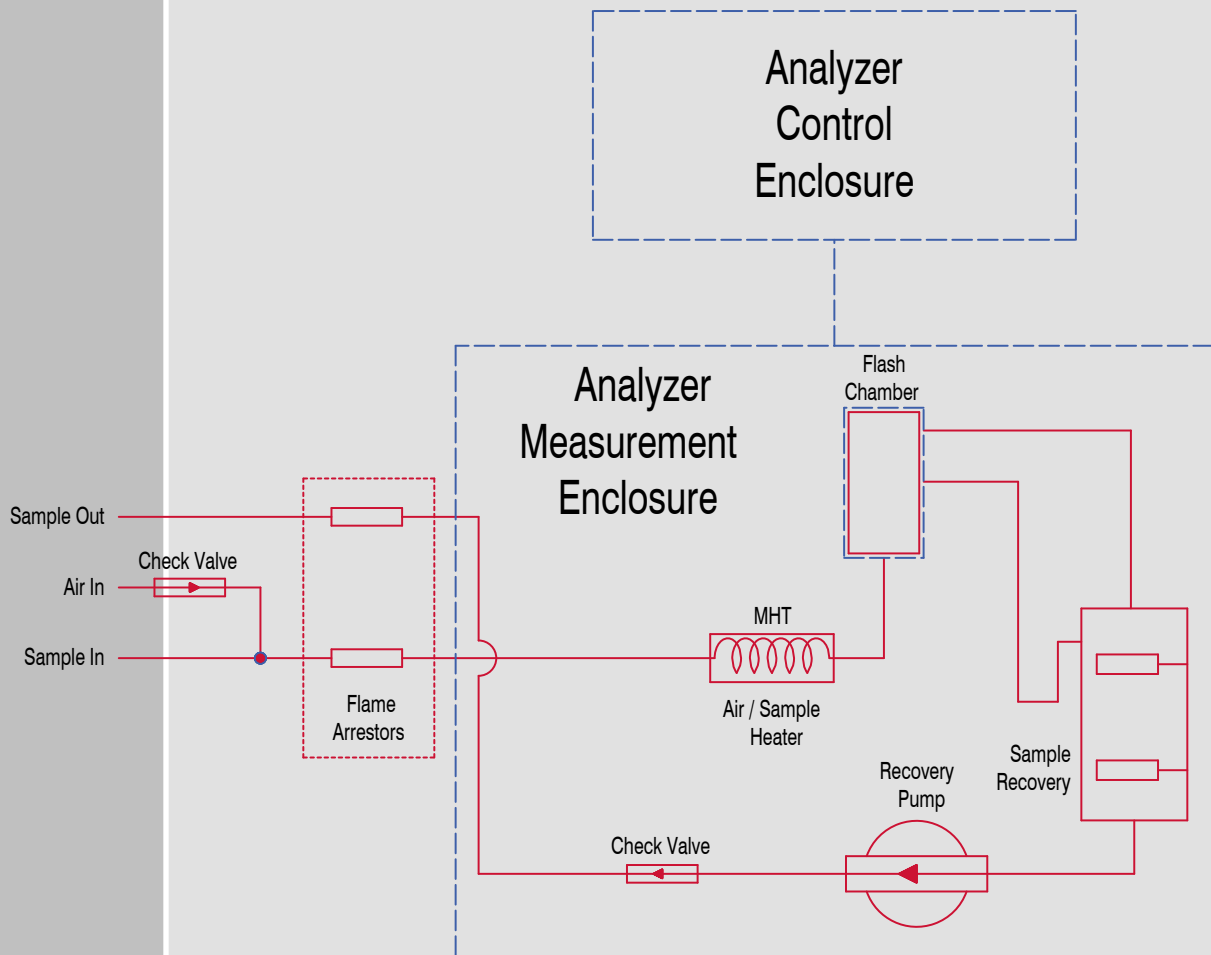 Analyzer
Control
Enclosure
Flash
Chamber
Analyzer
Measurement
Enclosure
Sample Out
Check Valve
Air In
Sample In
Flame
Arrestors
MHT
Air / Sample
Heater
Sample
Recovery
Recovery
Pump
Check Valve